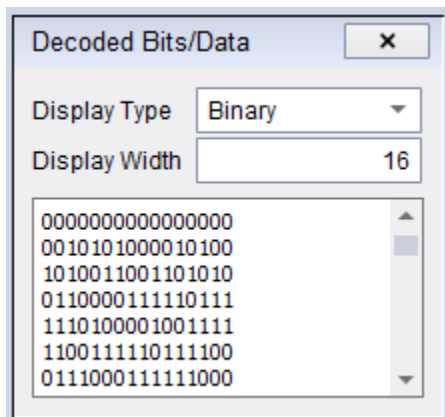 Decoded Bits/Data
Display Type Binary
Display Width 16
0000000000000000
0010101000010100
1010011001101010
0110000111110111
1110100001001111
1100111110111100
0111000111111000